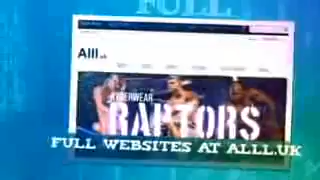 FULL
Alll.uk
UNDERWEAR
RAPTORS
FULL WEBSITES AT ALLL.UK